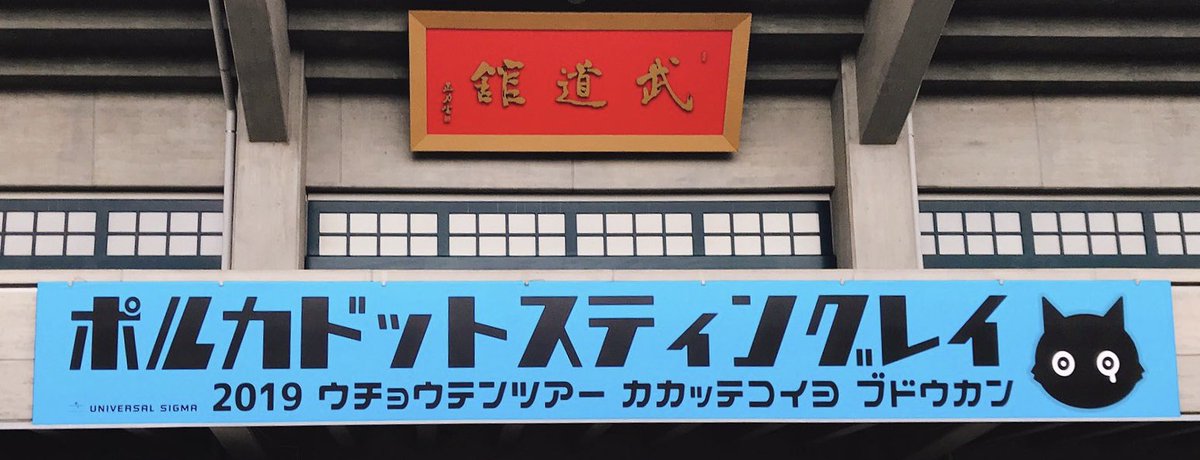 武道館
ポルカドットスティングレイ
UNIVERSAL SIGMA
2019 ウチョウテンツアー カカッテコイヨ ブドウカン